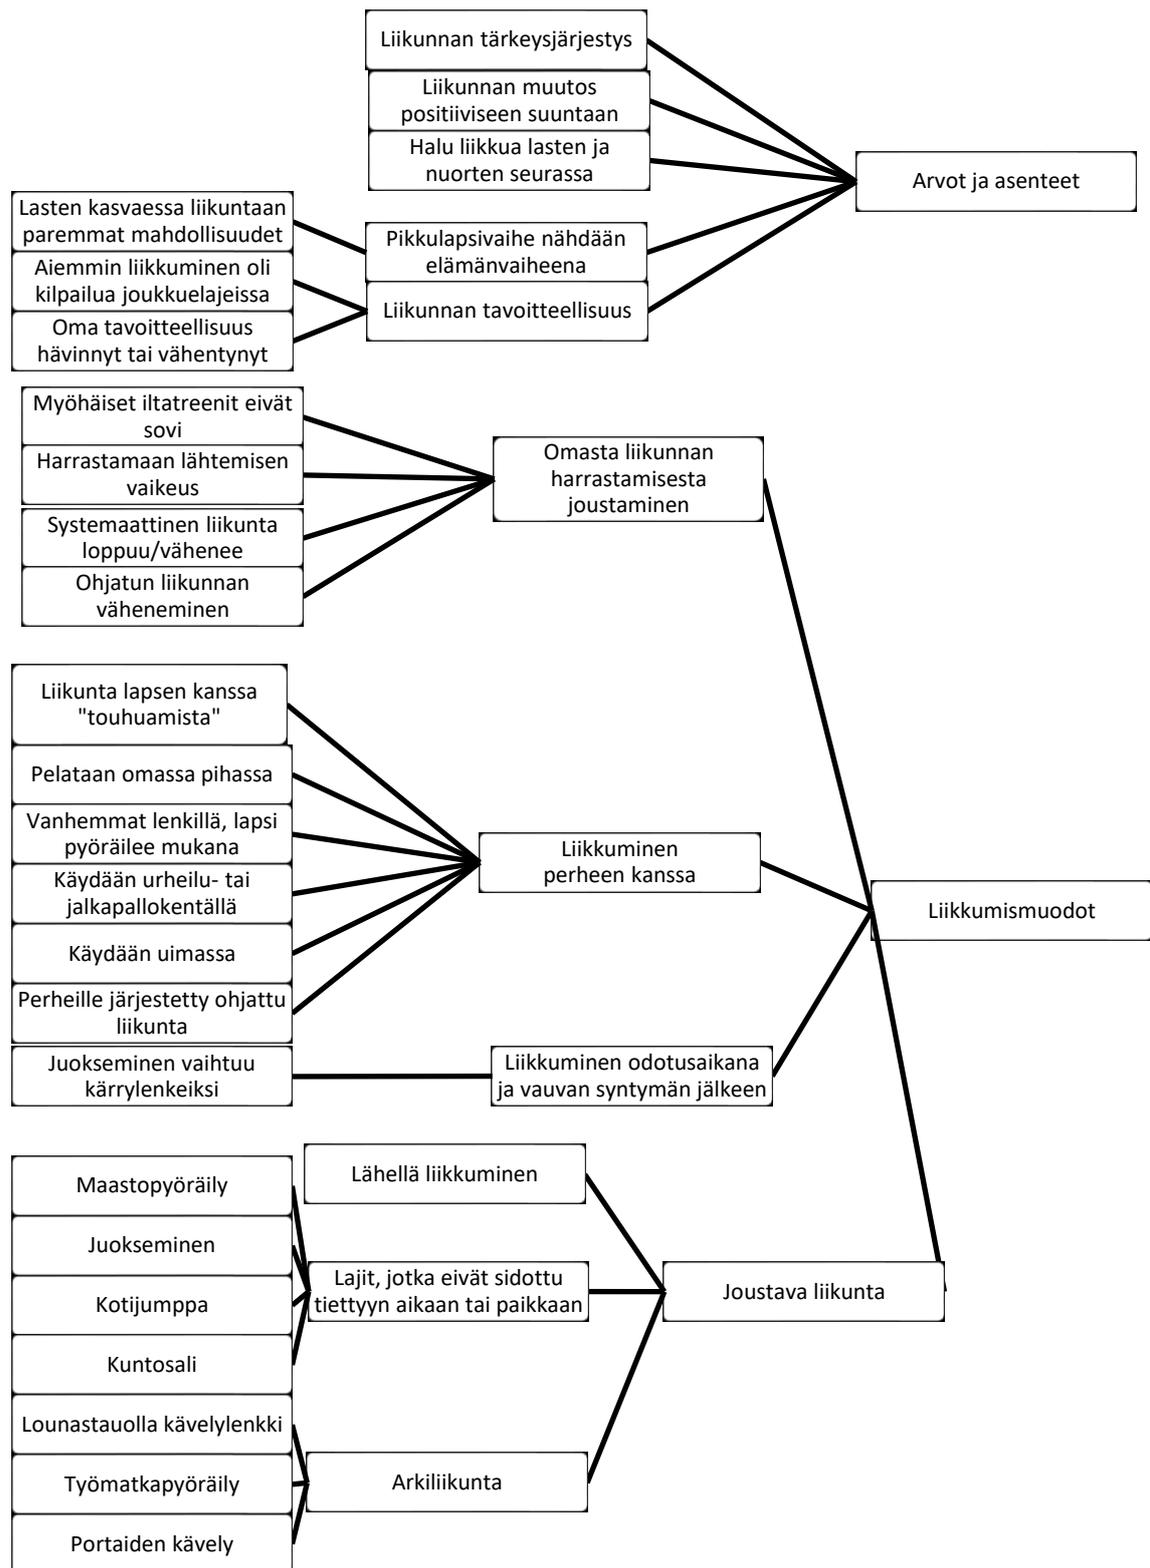 Liikunnan tärkeysjärjestys
Liikunnan muutos
positiiviseen suuntaan
Halu liikkua lasten ja
nuorten seurassa
Arvot ja asenteet
Lasten kasvaessa liikuntaan
paremmat mahdollisuudet
Pikkulapsivaihe nähdään
elämänvaiheena
Aiemmin liikkuminen oli
kilpailua joukkuelajeissa
Liikunnan tavoitteellisuus
Oma tavoitteellisuus
hävinnyt tai vähentynyt
Myöhäiset iltatreenit eivät
sovi
Harrastamaan lähtemisen
vaikeus
Omasta liikunnan
harrastamisesta
joustaminen
Systemaattinen liikunta
loppuu/vähenee
Ohjatun liikunnan
väheneminen
Liikunta lapsen kanssa
"touhuamista"
Pelataan omassa pihassa
Vanhemmat lenkillä, lapsi
pyöräilee mukana
Liikkuminen
perheen kanssa
Käydään urheilu- tai
jalkapallokentällä
Liikkumismuodot
Käydään uimassa
Perheille järjestetty ohjattu
liikunta
Juokseminen vaihtuu
kärrylenkeiksi
Liikkuminen odotusaikana
ja vauvan syntymän jälkeen
Lähellä liikkuminen
Maastopyöräily
Juokseminen
Lajit, jotka eivät sidottu
tiettyyn aikaan tai paikkaan
Joustava liikunta
Kotijumppa
Kuntosali
Lounastauolla kävelylenkki
Työmatkapyöräily
Arkiliikunta
Portaiden kävely